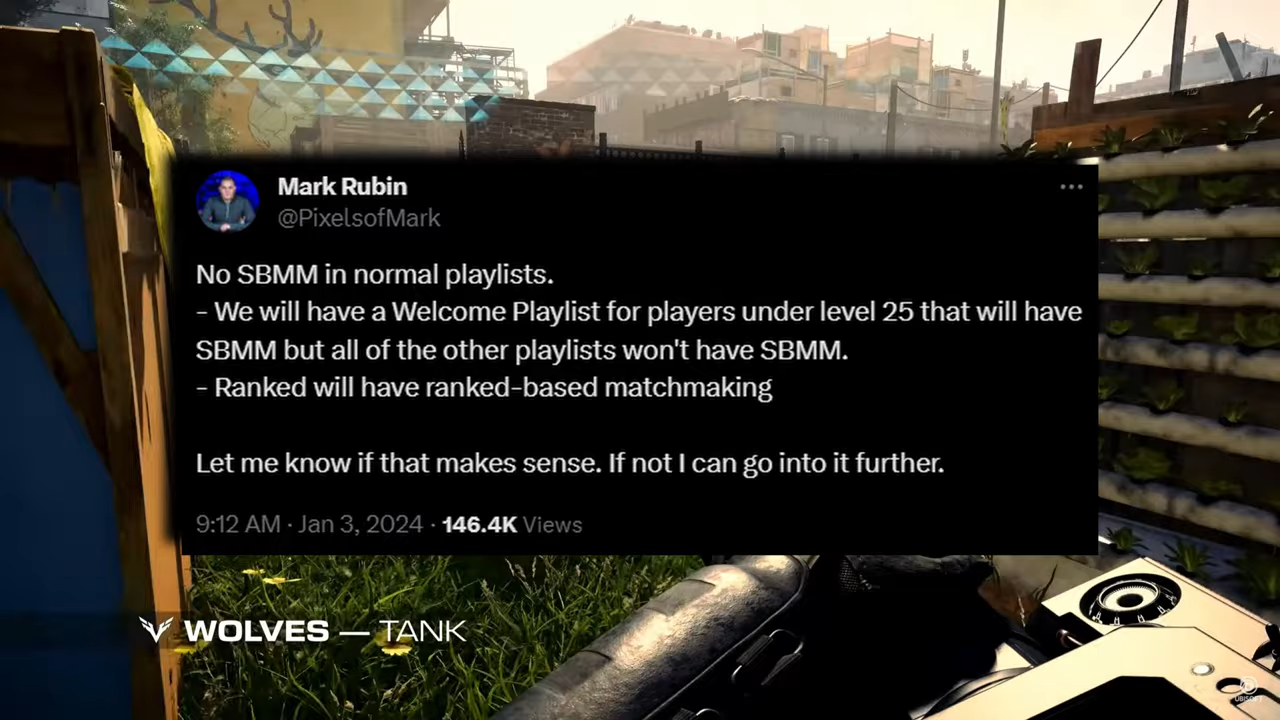 Mark Rubin
@PixelsofMark
No SBMM in normal playlists.
- We will have a Welcome Playlist for players under level 25 that will have
SBMM but all of the other playlists won't have SBMM.
- Ranked will have ranked-based matchmaking
Let me know if that makes sense. If not I can go into it further.
9:12 AM · Jan 3, 2024 · 146.4K Views
WOLVES — TANK
UBISOFT